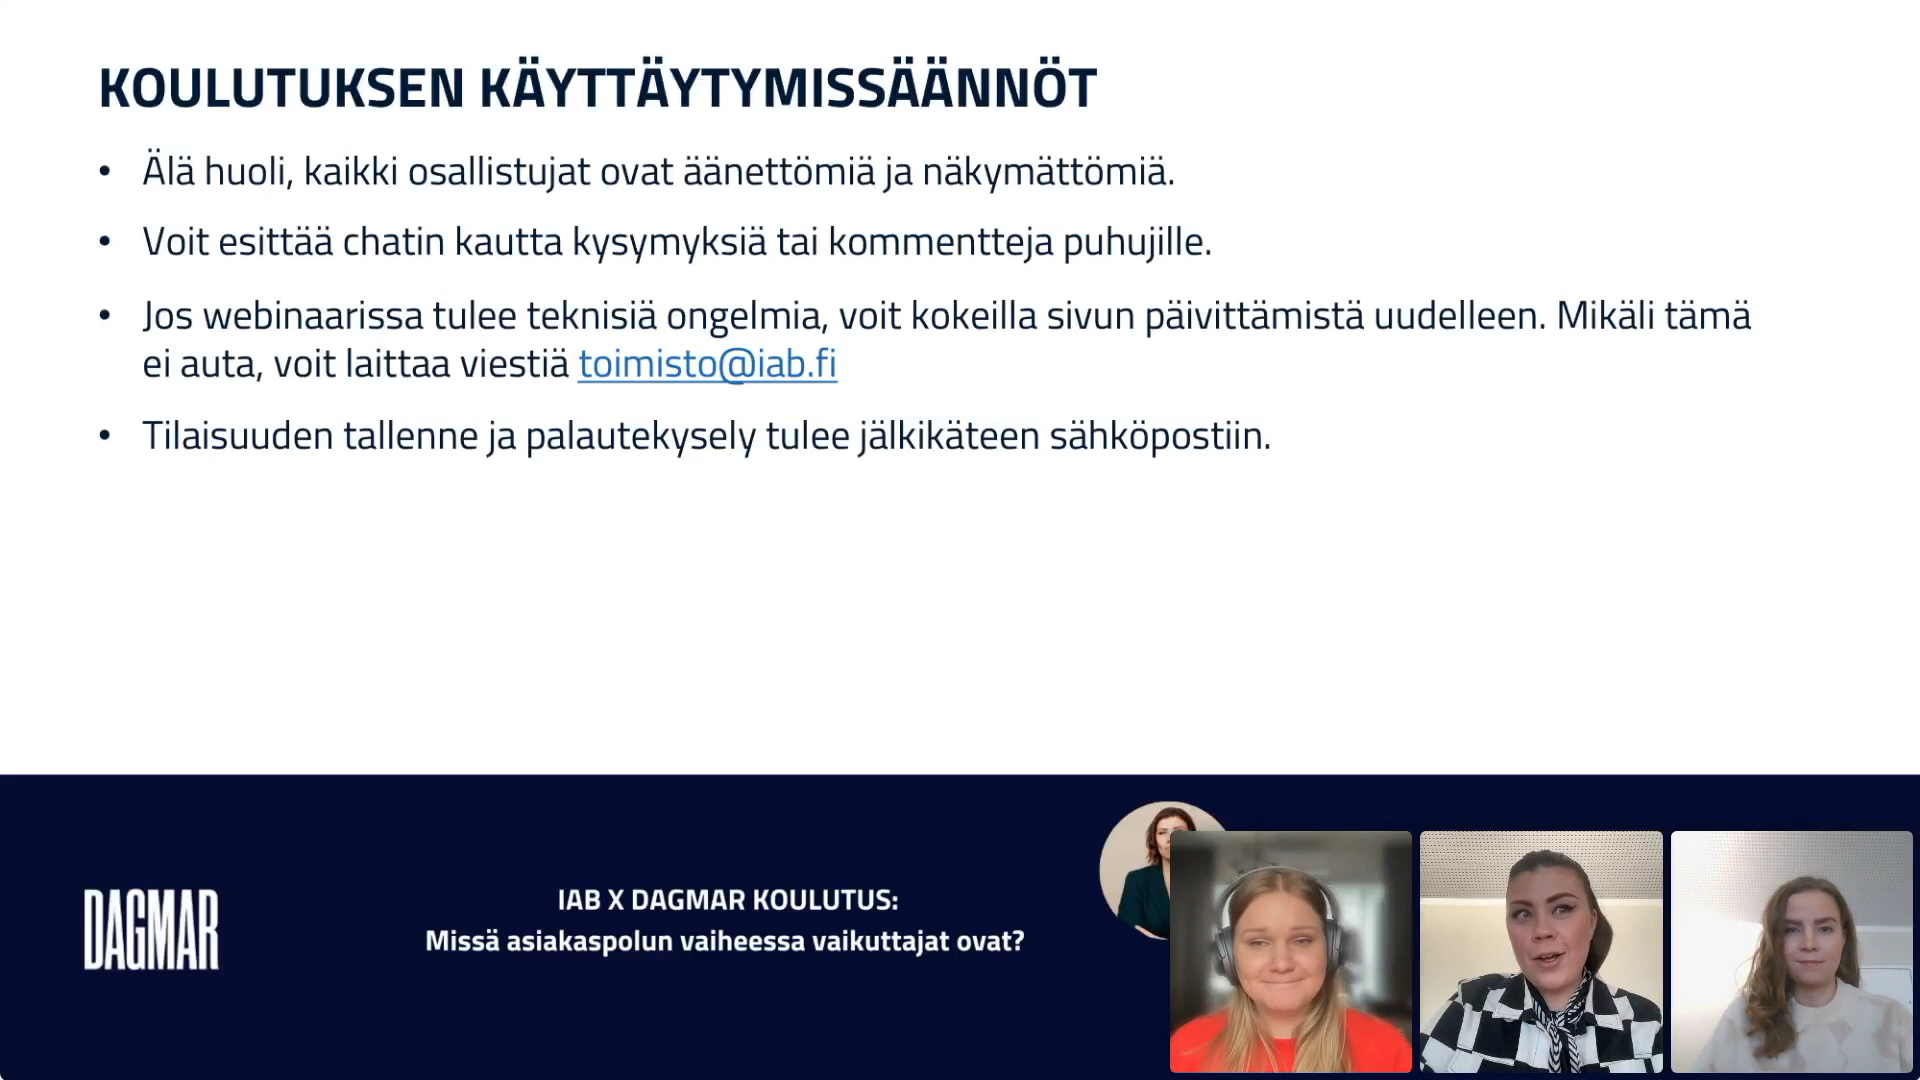 KOULUTUKSEN KÄYTTÄYTYMISSÄÄNNÖT
• Älä huoli, kaikki osallistujat ovat äänettömiä ja näkymättömiä.
• Voit esittää chatin kautta kysymyksiä tai kommentteja puhujille.
• Jos webinaarissa tulee teknisiä ongelmia, voit kokeilla sivun päivittämistä uudelleen. Mikäli tämä
ei auta, voit laittaa viestiä toimisto@iab.fi
• Tilaisuuden tallenne ja palautekysely tulee jälkikäteen sähköpostiin.
DAGMAR
IAB X DAGMAR KOULUTUS:
Missä asiakaspolun vaiheessa vaikuttajat ovat?